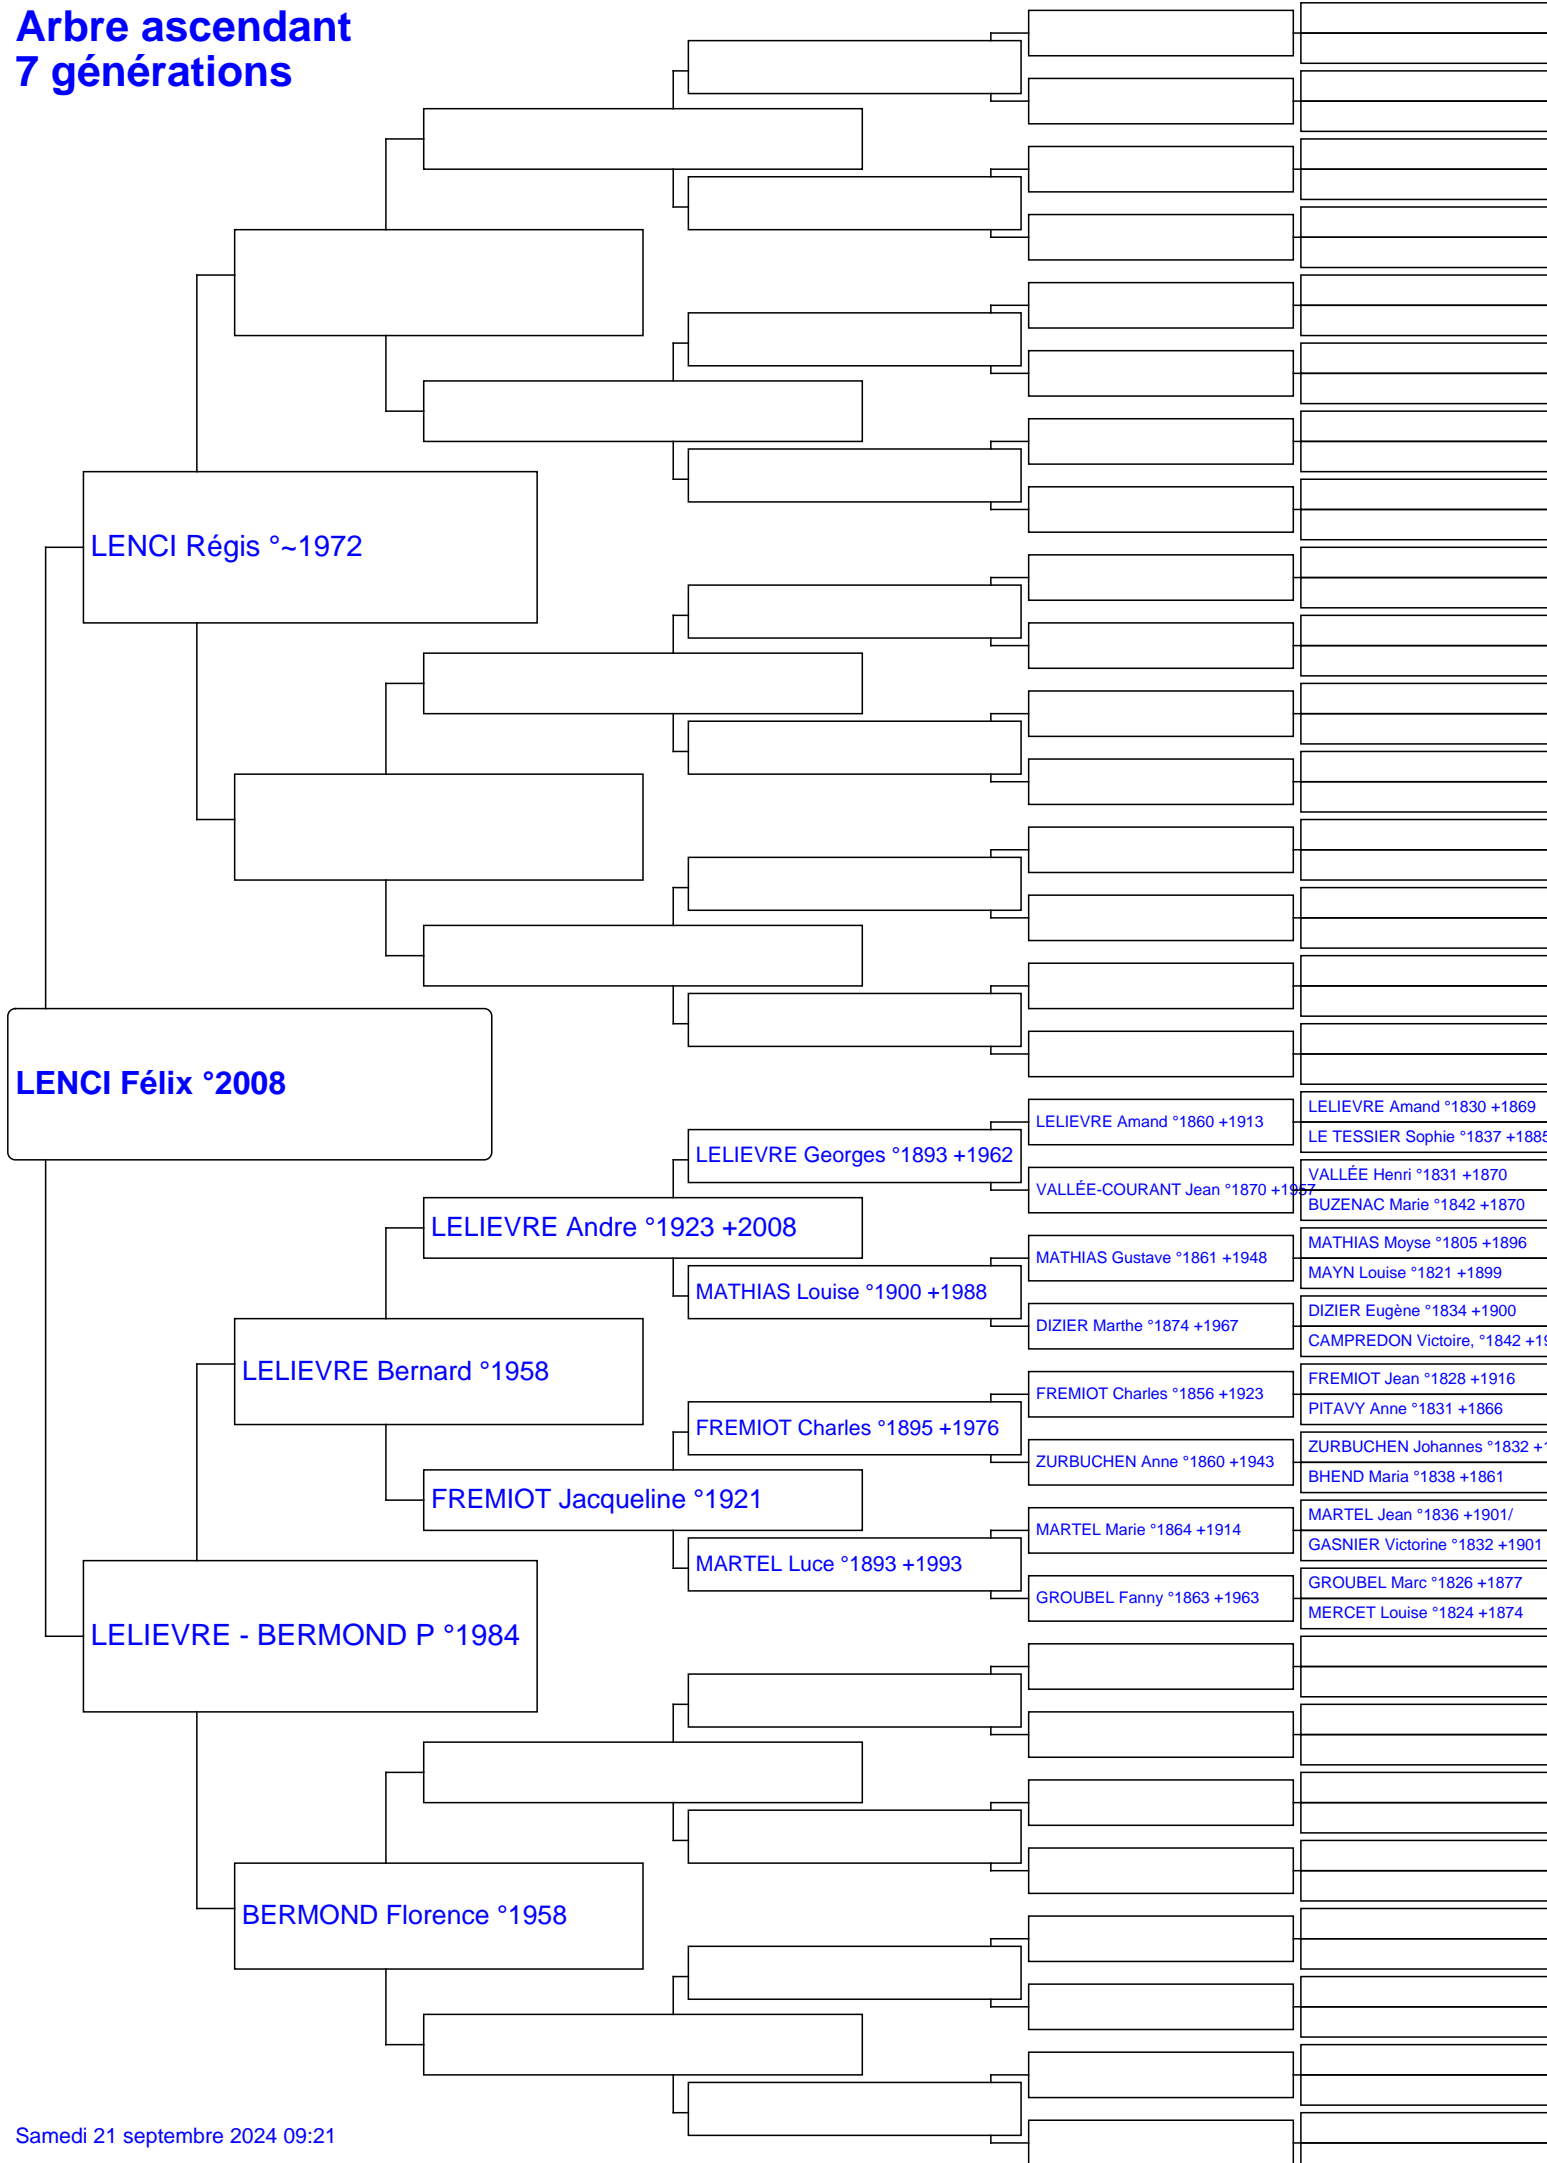 Arbre ascendant
7 générations
LENCI Régis °~1972
LENCI Félix °2008
LELIEVRE Amand °1860 +1913
LELIEVRE Amand °1830 +1869
LE TESSIER Sophie °1837 +1885
LELIEVRE Georges °1893 +1962
VALLÉE-COURANT Jean °1870 +1957
VALLÉE Henri °1831 +1870
BUZENAC Marie °1842 +1870
LELIEVRE Andre °1923 +2008
MATHIAS Gustave °1861 +1948
MATHIAS Moyse °1805 +1896
MAYN Louise °1821 +1899
MATHIAS Louise °1900 +1988
DIZIER Marthe °1874 +1967
DIZIER Eugène °1834 +1900
CAMPREDON Victoire, °1842
LELIEVRE Bernard °1958
FREMIOT Charles °1856 +1923
FREMIOT Jean °1828 +1916
PITAVY Anne °1831 +1866
FREMIOT Charles °1895 +1976
ZURBUCHEN Anne °1860 +1943
ZURBUCHEN Johannes °1832
BHEND Maria °1838 +1861
FREMIOT Jacqueline °1921
MARTEL Marie °1864 +1914
MARTEL Jean °1836 +1901/
GASNIER Victorine °1832 +1901
MARTEL Luce °1893 +1993
GROUBEL Fanny °1863 +1963
GROUBEL Marc °1826 +1877
MERCET Louise °1824 +1874
LELIEVRE - BERMOND P °1984
BERMOND Florence °1958
Samedi 21 septembre 2024 09:21